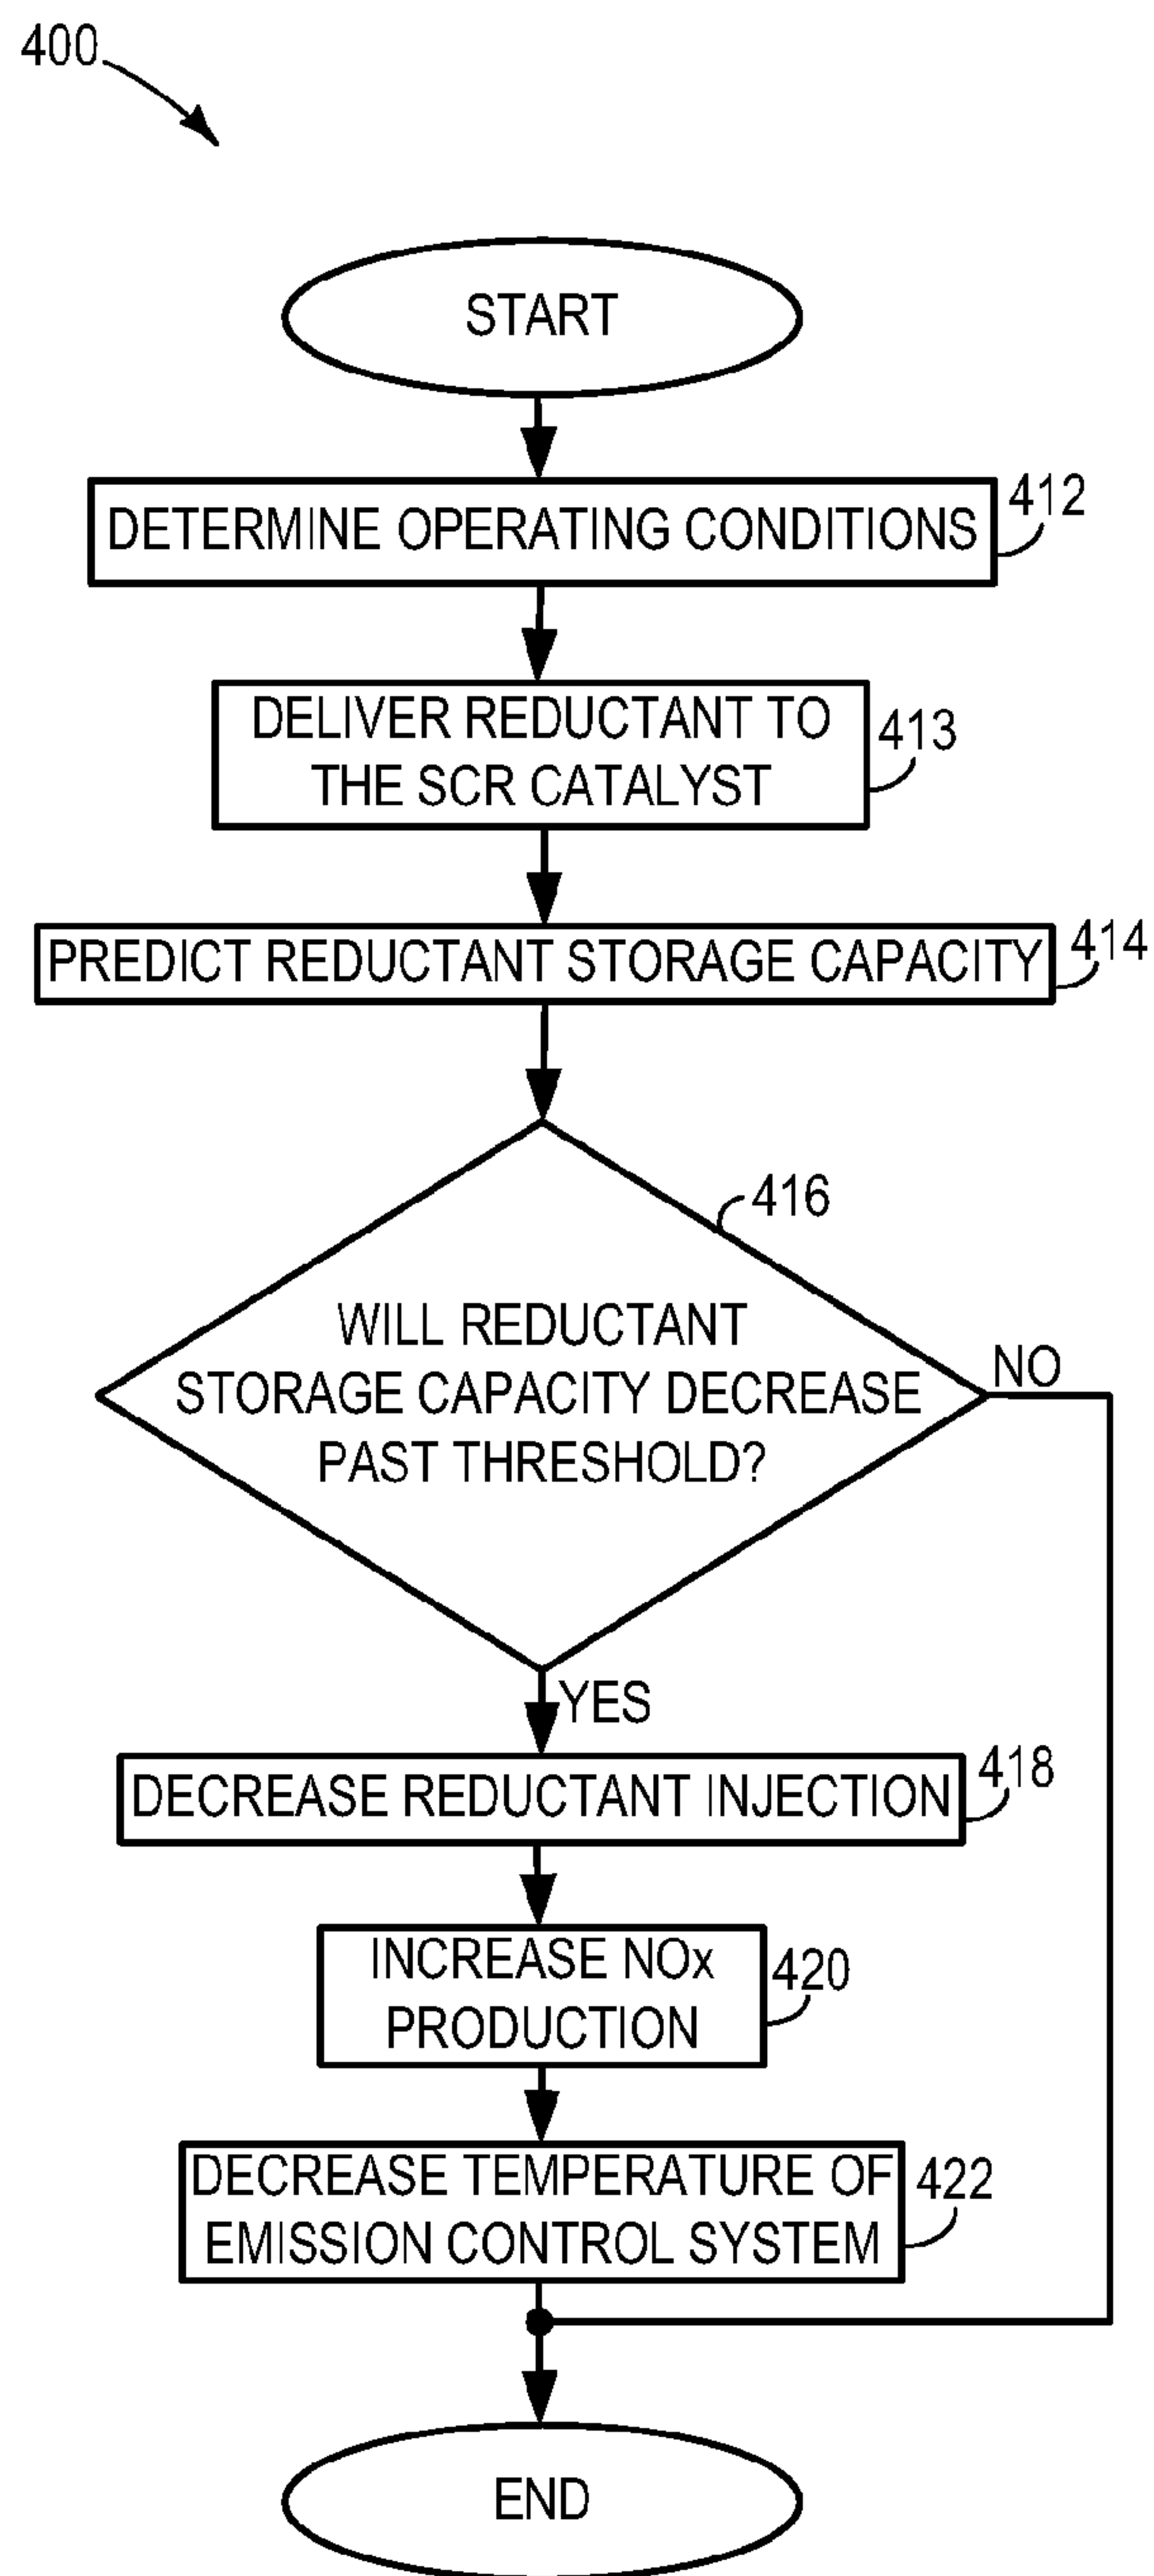 400
START
DETERMINE OPERATING CONDITIONS
412
DELIVER REDUCTANT TO
THE SCR CATALYST
413
PREDICT REDUCTANT STORAGE CAPACITY
414
416
WILL REDUCTANT
STORAGE CAPACITY DECREASE
PAST THRESHOLD?
NO
YES
DECREASE REDUCTANT INJECTION
418
INCREASE NOx
PRODUCTION
420
DECREASE TEMPERATURE OF
EMISSION CONTROL SYSTEM
422
END